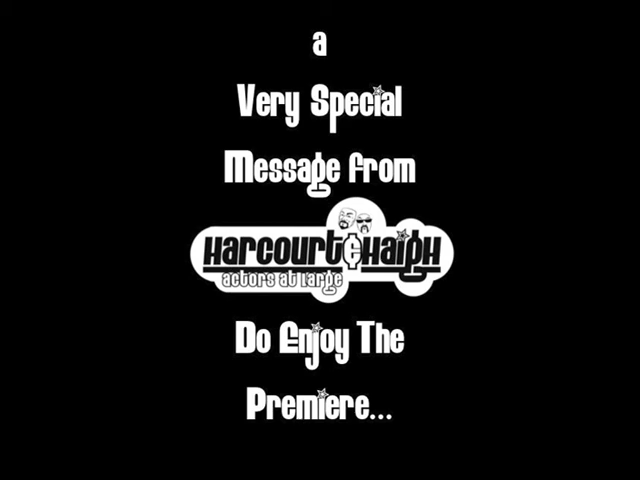 a
Very Special
Message from
Harcourt & Haigh
actors at Large
Do Enjoy The
Premiere...